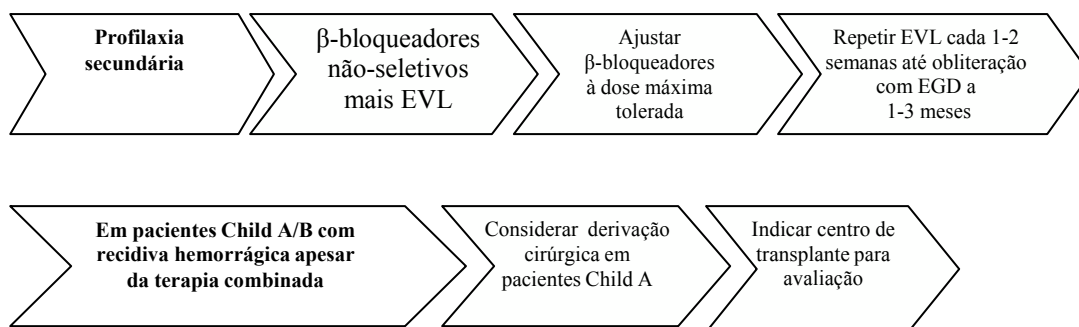 Profilaxia
secundária
β-bloqueadores
não-seletivos
mais EVL
Ajustar
β-bloqueadores
à dose máxima
tolerada
Repetir EVL cada 1-2
semanas até obliteração
com EGD a
1-3 meses
Em pacientes Child A/B com
recidiva hemorrágica apesar
da terapia combinada
Considerar derivação
cirúrgica em
pacientes Child A
Indicar centro de
transplante para
avaliação